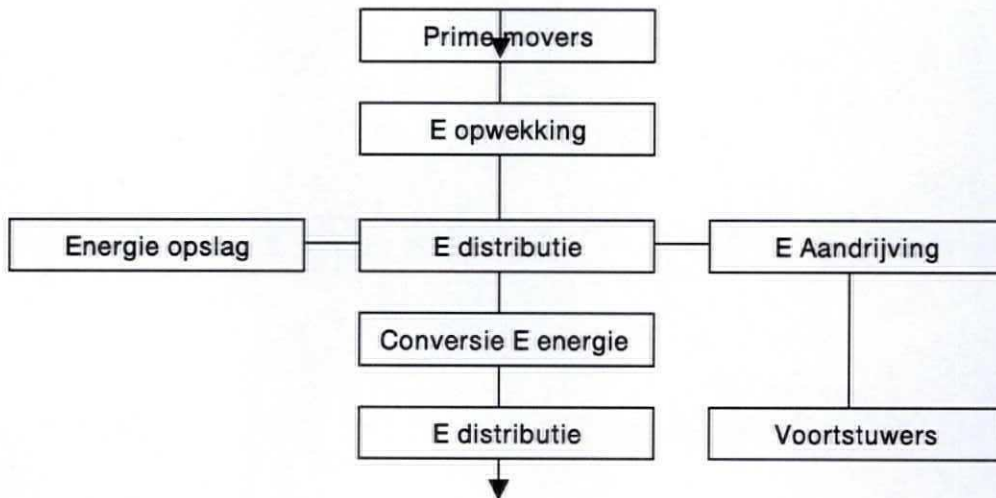 Prime movers
E opwekking
Energie opslag
E distributie
E Aandrijving
Conversie E energie
E distributie
Voortstuwers